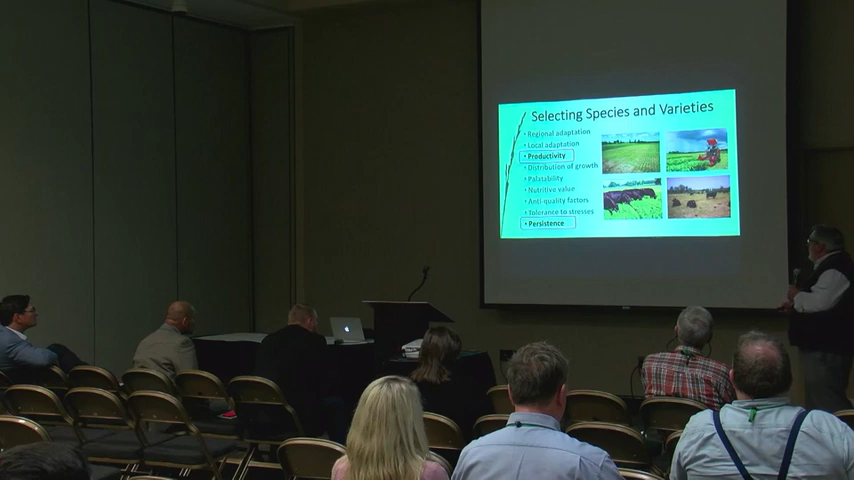 Selecting Species and Varieties
• Regional adaptation
• Local adaptation
• Productivity
• Distribution of growth
• Palatability
• Nutritive value
• Anti-quality factors
• Tolerance to stresses
• Persistence